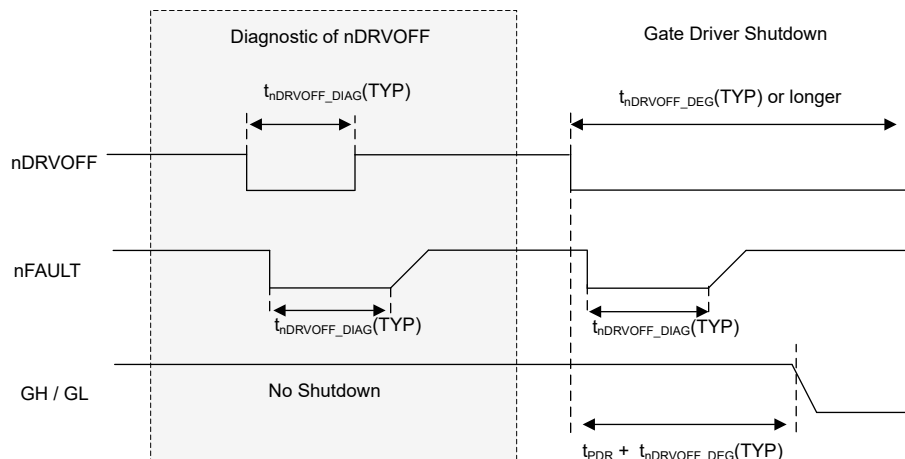 Diagnostic of nDRVOFF
Gate Driver Shutdown
tnDRVOFF_DIAG(TYP)
tnDRVOFF_DEG(TYP) or longer
nDRVOFF
nFAULT
tnDRVOFF_DIAG(TYP)
tnDRVOFF_DIAG(TYP)
GH / GL
No Shutdown
tPDR + tnDRVOFF_DEG(TYP)